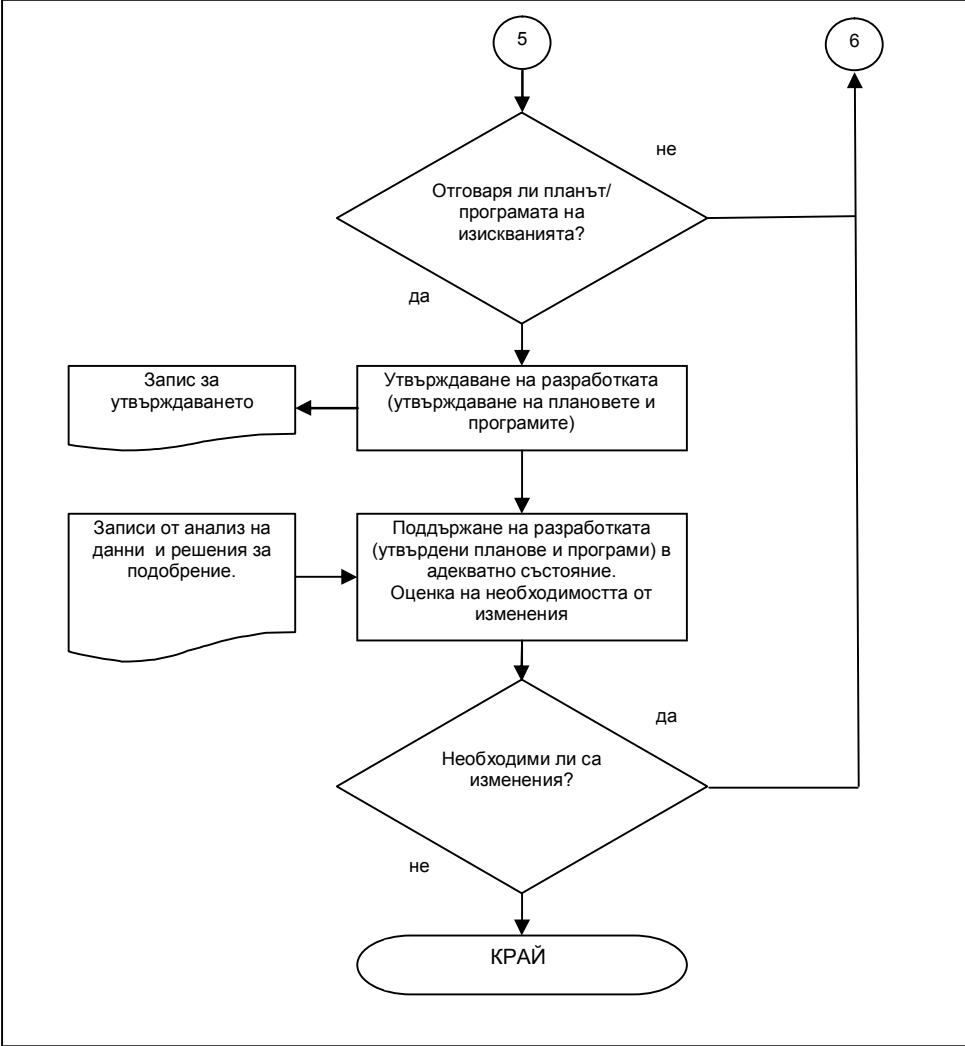 5
6
не
Отговаря ли планът/
програмата на
изискванията?
да
Запис за
утвърждаването
Утвърждаване на разработката
(утвърждаване на плановете и
програмите)
Записи от анализ на
данни и решения за
подобрение.
Поддържане на разработката
(утвърдени планове и програми) в
адекватно състояние.
Оценка на необходимостта от
изменения
да
Необходими ли са
изменения?
не
КРАЙ